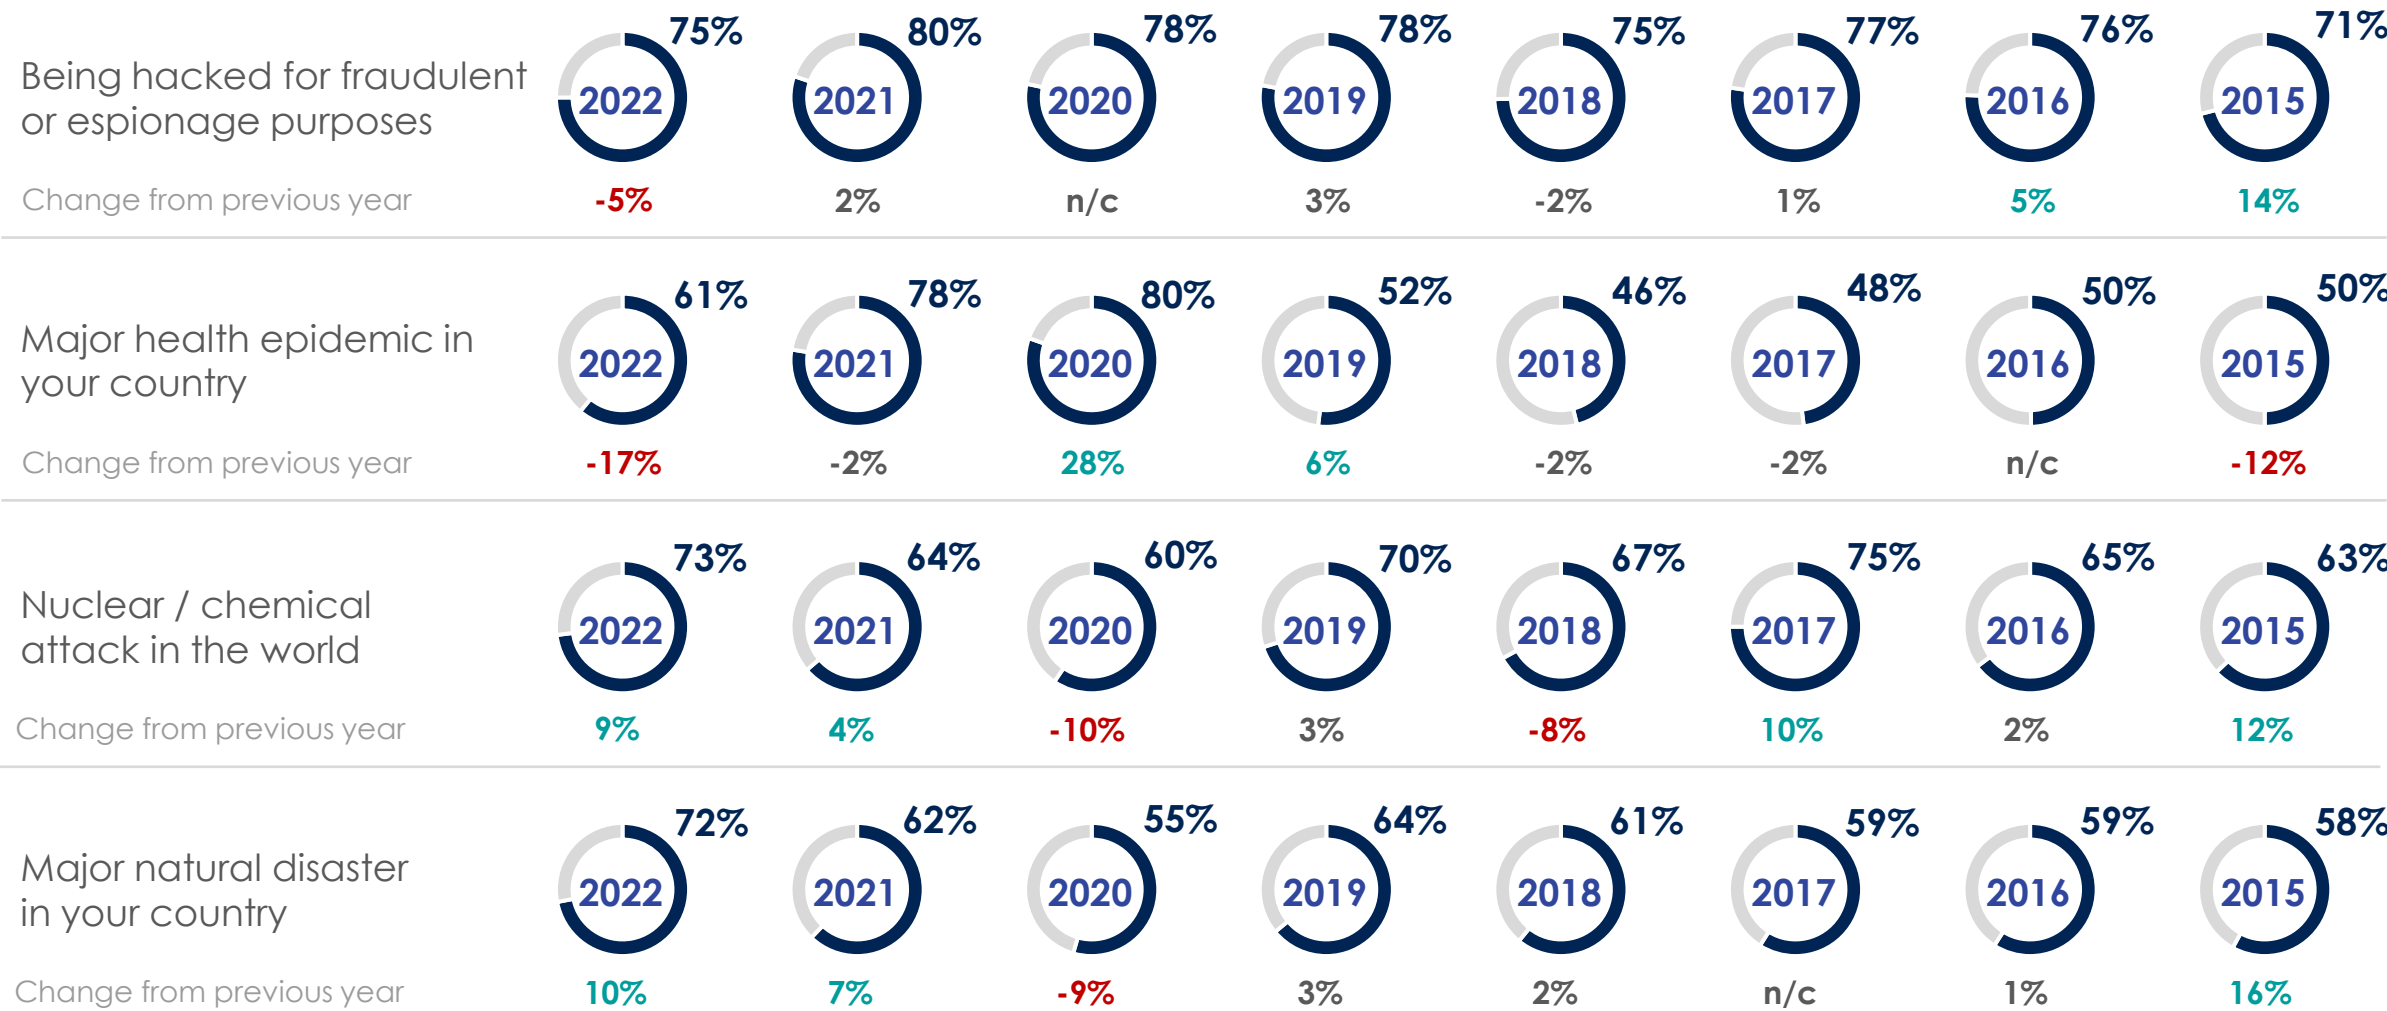 75% 80% 78% 78% 75% 77% 76% 71%
Being hacked for fraudulent
or espionage purposes
2022 2021 2020 2019 2018 2017 2016 2015
Change from previous year -5% 2% n/c 3% -2% 1% 5% 14%
61% 78% 80% 52% 46% 48% 50% 50%
Major health epidemic in
your country
2022 2021 2020 2019 2018 2017 2016 2015
Change from previous year -17% -2% 28% 6% -2% -2% n/c -12%
73% 64% 60% 70% 67% 75% 65% 63%
Nuclear / chemical
attack in the world
2022 2021 2020 2019 2018 2017 2016 2015
Change from previous year 9% 4% -10% 3% -8% 10% 2% 12%
72% 62% 55% 64% 61% 59% 59% 58%
Major natural disaster
in your country
2022 2021 2020 2019 2018 2017 2016 2015
Change from previous year 10% 7% -9% 3% 2% n/c 1% 16%